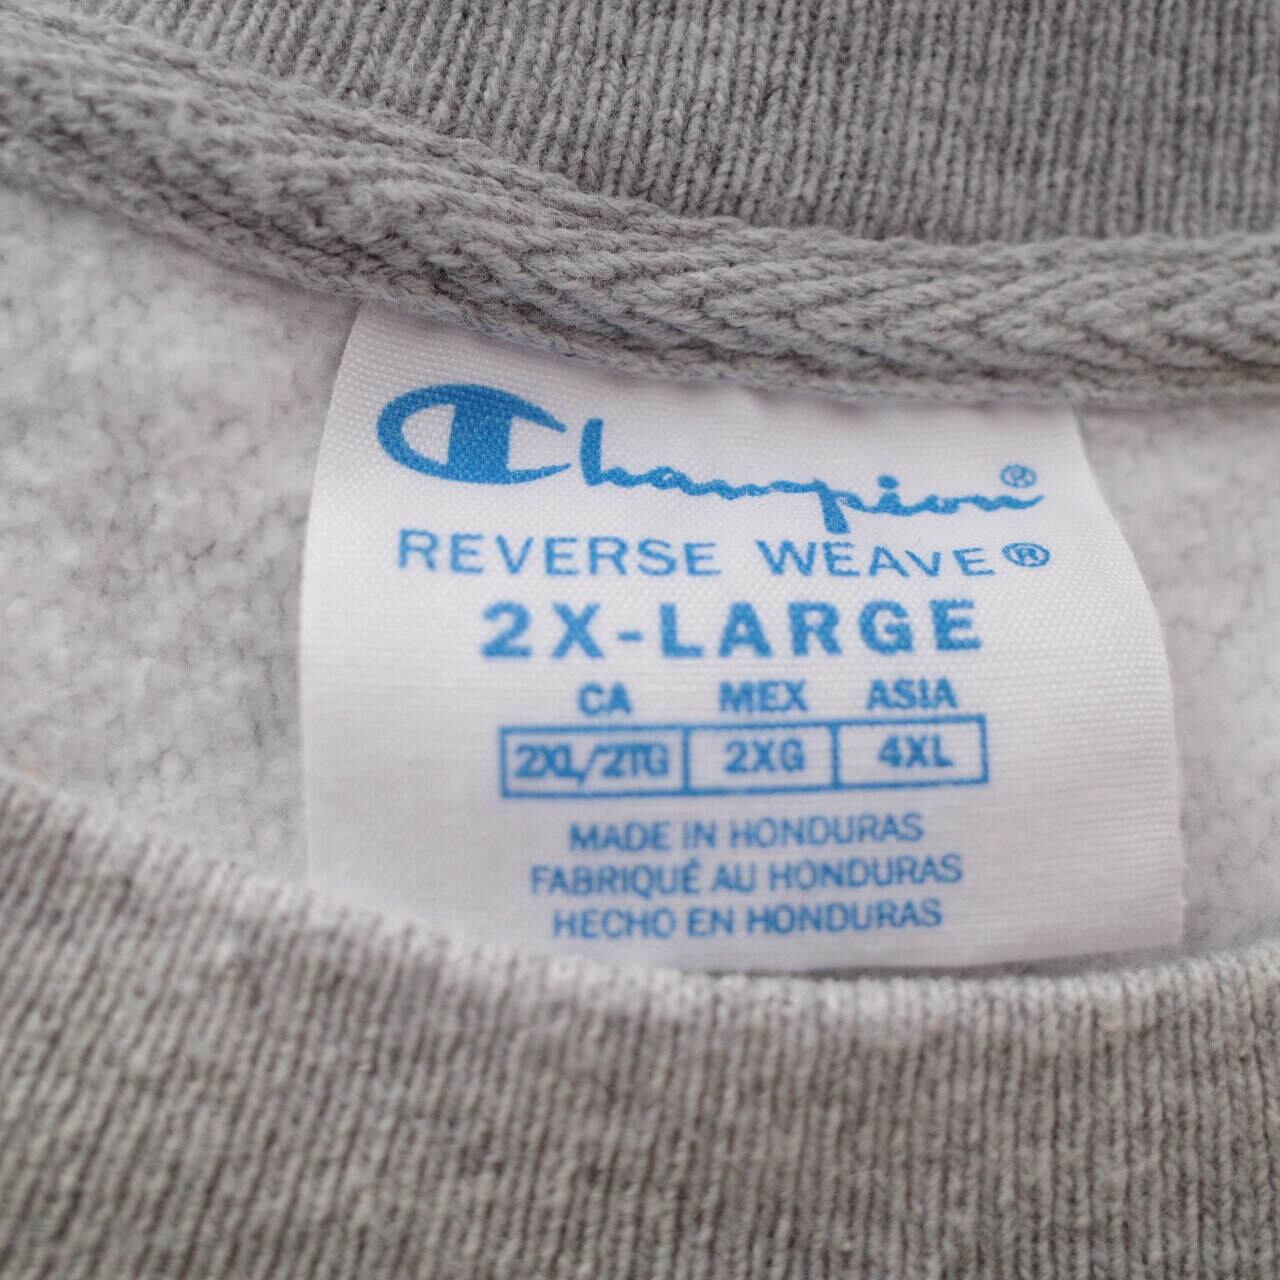 Champion®
REVERSE WEAVE®
2X-LARGE
CA MEX ASIA
2XL/2TG 2XG 4XL
MADE IN HONDURAS
FABRIQUÉ AU HONDURAS
HECHO EN HONDURAS